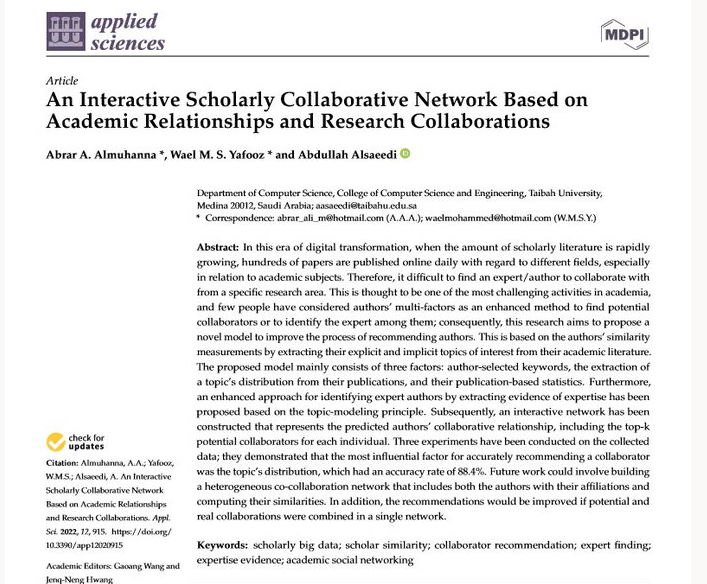 applied
sciences
MDPI
Article
An Interactive Scholarly Collaborative Network Based on
Academic Relationships and Research Collaborations
Abrar A. Almuhanna *, Wael M. S. Yafooz * and Abdullah Alsaeedi iD
Department of Computer Science, College of Computer Science and Engineering, Taibah University,
Medina 20012, Saudi Arabia; aasaeedi@taibahu.edu.sa
* Correspondence: abrar_ali_m@hotmail.com (A.A.A.); waelmohammed@hotmail.com (W.M.S.Y.)
Abstract: In this era of digital transformation, when the amount of scholarly literature is rapidly
growing, hundreds of papers are published online daily with regard to different fields, especially
in relation to academic subjects. Therefore, it difficult to find an expert/author to collaborate with
from a specific research area. This is thought to be one of the most challenging activities in academia,
and few people have considered authors' multi-factors as an enhanced method to find potential
collaborators or to identify the expert among them; consequently, this research aims to propose a
novel model to improve the process of recommending authors. This is based on the authors' similarity
measurements by extracting their explicit and implicit topics of interest from their academic literature.
The proposed model mainly consists of three factors: author-selected keywords, the extraction of
a topic's distribution from their publications, and their publication-based statistics. Furthermore,
an enhanced approach for identifying expert authors by extracting evidence of expertise has been
proposed based on the topic-modeling principle. Subsequently, an interactive network has been
constructed that represents the predicted authors' collaborative relationship, including the top-k
potential collaborators for each individual. Three experiments have been conducted on the collected
data; they demonstrated that the most influential factor for accurately recommending a collaborator
was the topic's distribution, which had an accuracy rate of 88.4%. Future work could involve building
a heterogeneous co-collaboration network that includes both the authors with their affiliations and
computing their similarities. In addition, the recommendations would be improved if potential and
real collaborations were combined in a single network.
Keywords: scholarly big data; scholar similarity; collaborator recommendation; expert finding;
expertise evidence; academic social networking
check for
updates
Citation: Almuhanna, A.A.; Yafooz,
W.M.S.; Alsaeedi, A. An Interactive
Scholarly Collaborative Network
Based on Academic Relationships
and Research Collaborations. Appl.
Sci. 2022, 12, 915. https://doi.org/
10.3390/app12020915
Academic Editors: Gaoang Wang and
Jenq-Neng Hwang